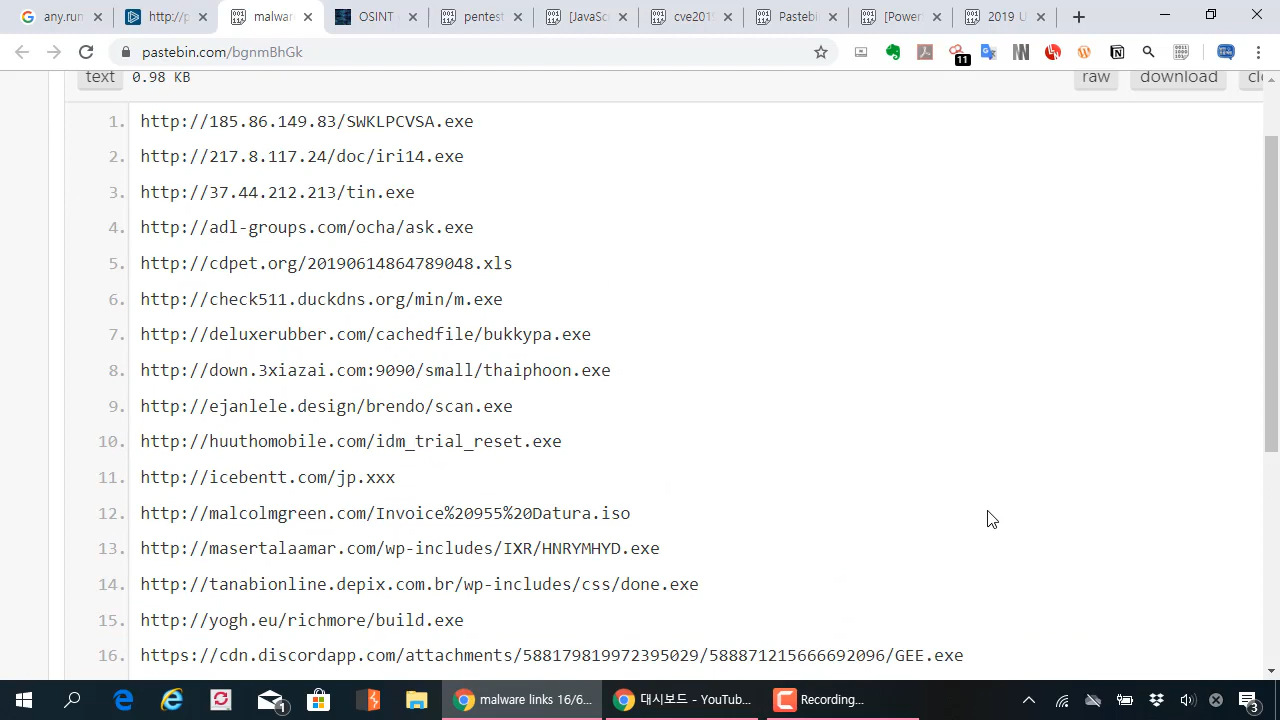 any.r
http://p
malwar
OSINT
pentest
[JavaSc
cve2019
Pastebi
[Power
2019 U
pastebin.com/bgnmBhGk
11
text 0.98 KB
raw download clo
1. http://185.86.149.83/SWKLPCVSA.exe
2. http://217.8.117.24/doc/iri14.exe
3. http://37.44.212.213/tin.exe
4. http://adl-groups.com/ocha/ask.exe
5. http://cdpet.org/20190614864789048.xls
6. http://check511.duckdns.org/min/m.exe
7. http://deluxerubber.com/cachedfile/bukkypa.exe
8. http://down.3xiazai.com:9090/small/thaiphoon.exe
9. http://ejanlele.design/brendo/scan.exe
10. http://huuthomobile.com/idm_trial_reset.exe
11. http://icebentt.com/jp.xxx
12. http://malcolmgreen.com/Invoice%20955%20Datura.iso
13. http://masertalaamar.com/wp-includes/IXR/HNRYMHYD.exe
14. http://tanabionline.depix.com.br/wp-includes/css/done.exe
15. http://yogh.eu/richmore/build.exe
16. https://cdn.discordapp.com/attachments/588179819972395029/588871215666692096/GEE.exe
1
malware links 16/6...
대시보드 - YouTub...
Recording...
3